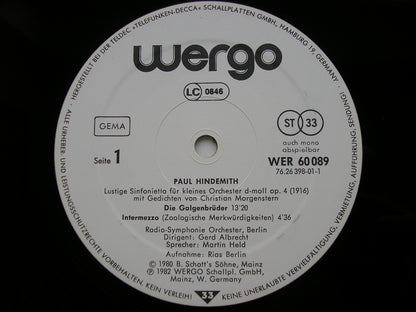 HERGESTELLT BEI DER TELDEC »TELEFUNKEN-DECCA« SCHALLPLATTEN GMBH, HAMBURG 19, GERMANY ·
wergo
LC 0846
GEMA
ST 33
auch mono
abspielbar
Seite 1
WER 60089
76.26 398-01-1
PAUL HINDEMITH
Lustige Sinfonietta für kleines Orchester d-moll op. 4 (1916)
mit Gedichten von Christian Morgenstern
Die Galgenbrüder 13'20
Intermezzo (Zoologische Merkwürdigkeiten) 4'36
Radio-Symphonie Orchester, Berlin
Dirigent: Gerd Albrecht
Sprecher: Martin Held
Aufnahme: Rias Berlin
© 1980 B. Schott's Söhne, Mainz
℗ 1982 WERGO Schallpl. GmbH,
Mainz, W. Germany
33
· ALLE URHEBER- UND LEISTUNGSSCHUTZRECHTE VORBEHALTEN. KEIN VERLEIH! KEINE UNERLAUBTE VERVIELFÄLTIGUNG, VERMIETUNG, AUFFÜHRUNG, SENDUNG!